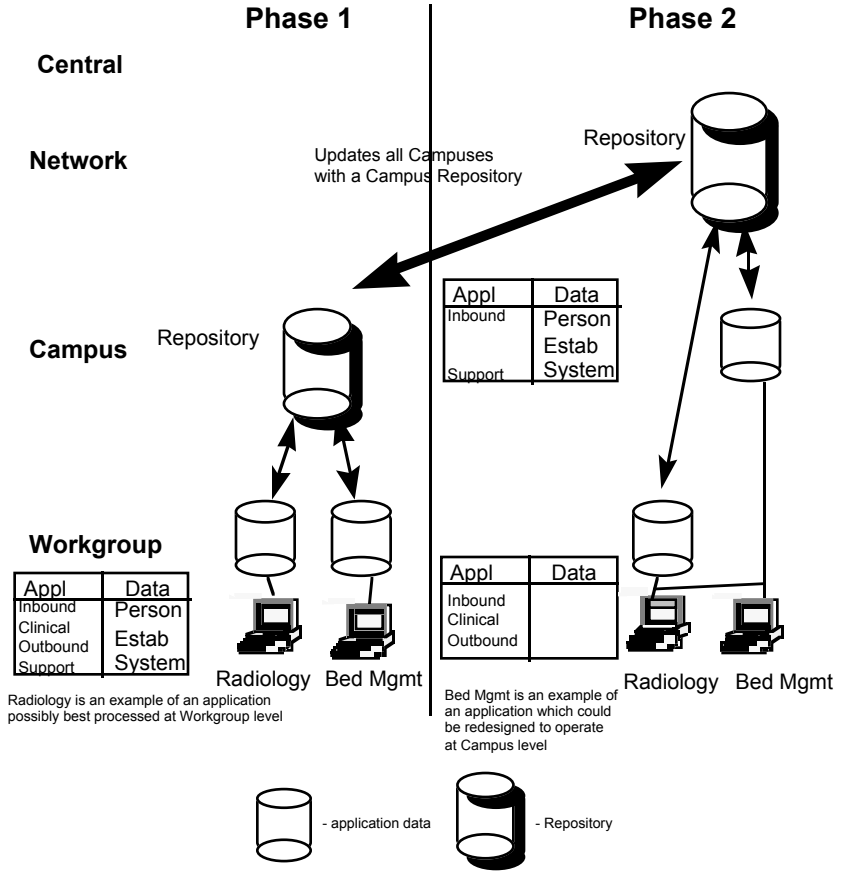 Phase 1
Phase 2
Central
Network
Updates all Campuses
with a Campus Repository
Repository
Campus
Repository
Appl Data
Inbound Person
Estab
Support System
Workgroup
Appl Data
Inbound Person
Clinical
Outbound Estab
Support System
Radiology Bed Mgmt
Radiology is an example of an application
possibly best processed at Workgroup level
Appl Data
Inbound
Clinical
Outbound
Radiology Bed Mgmt
Bed Mgmt is an example of
an application which could
be redesigned to operate
at Campus level
- application data
- Repository